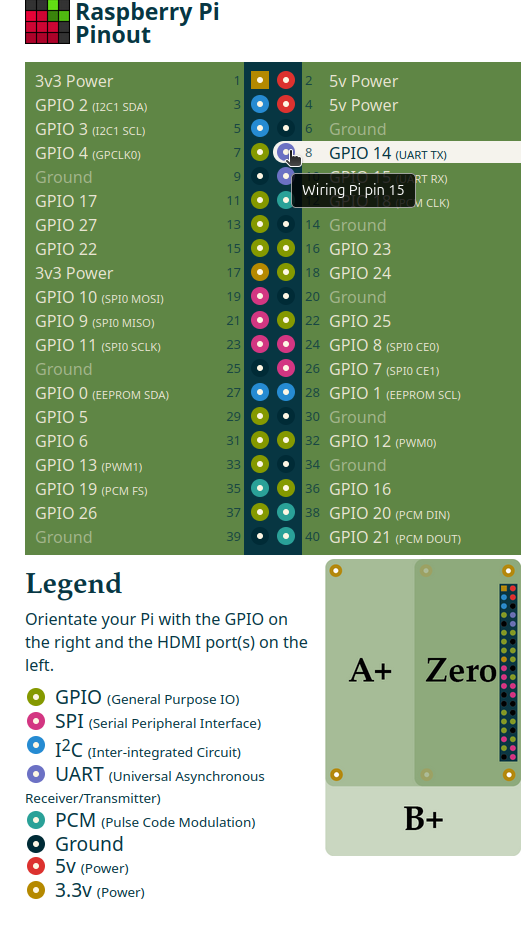 Raspberry Pi
Pinout
3v3 Power 1 2 5v Power
GPIO 2 (I2C1 SDA) 3 4 5v Power
GPIO 3 (I2C1 SCL) 5 6 Ground
GPIO 4 (GPCLK0) 7 8 GPIO 14 (UART TX)
Ground 9 GPIO 15 (UART RX)
Wiring Pi pin 15
GPIO 17 11 18 (PCM CLK)
GPIO 27 13 14 Ground
GPIO 22 15 16 GPIO 23
3v3 Power 17 18 GPIO 24
GPIO 10 (SPI0 MOSI) 19 20 Ground
GPIO 9 (SPI0 MISO) 21 22 GPIO 25
GPIO 11 (SPI0 SCLK) 23 24 GPIO 8 (SPI0 CE0)
Ground 25 26 GPIO 7 (SPI0 CE1)
GPIO 0 (EEPROM SDA) 27 28 GPIO 1 (EEPROM SCL)
GPIO 5 29 30 Ground
GPIO 6 31 32 GPIO 12 (PWM0)
GPIO 13 (PWM1) 33 34 Ground
GPIO 19 (PCM FS) 35 36 GPIO 16
GPIO 26 37 38 GPIO 20 (PCM DIN)
Ground 39 40 GPIO 21 (PCM DOUT)
Legend
Orientate your Pi with the GPIO on
the right and the HDMI port(s) on the
left.
GPIO (General Purpose IO)
SPI (Serial Peripheral Interface)
I2C (Inter-integrated Circuit)
UART (Universal Asynchronous
Receiver/Transmitter)
PCM (Pulse Code Modulation)
Ground
5v (Power)
3.3v (Power)
A+ Zero
B+